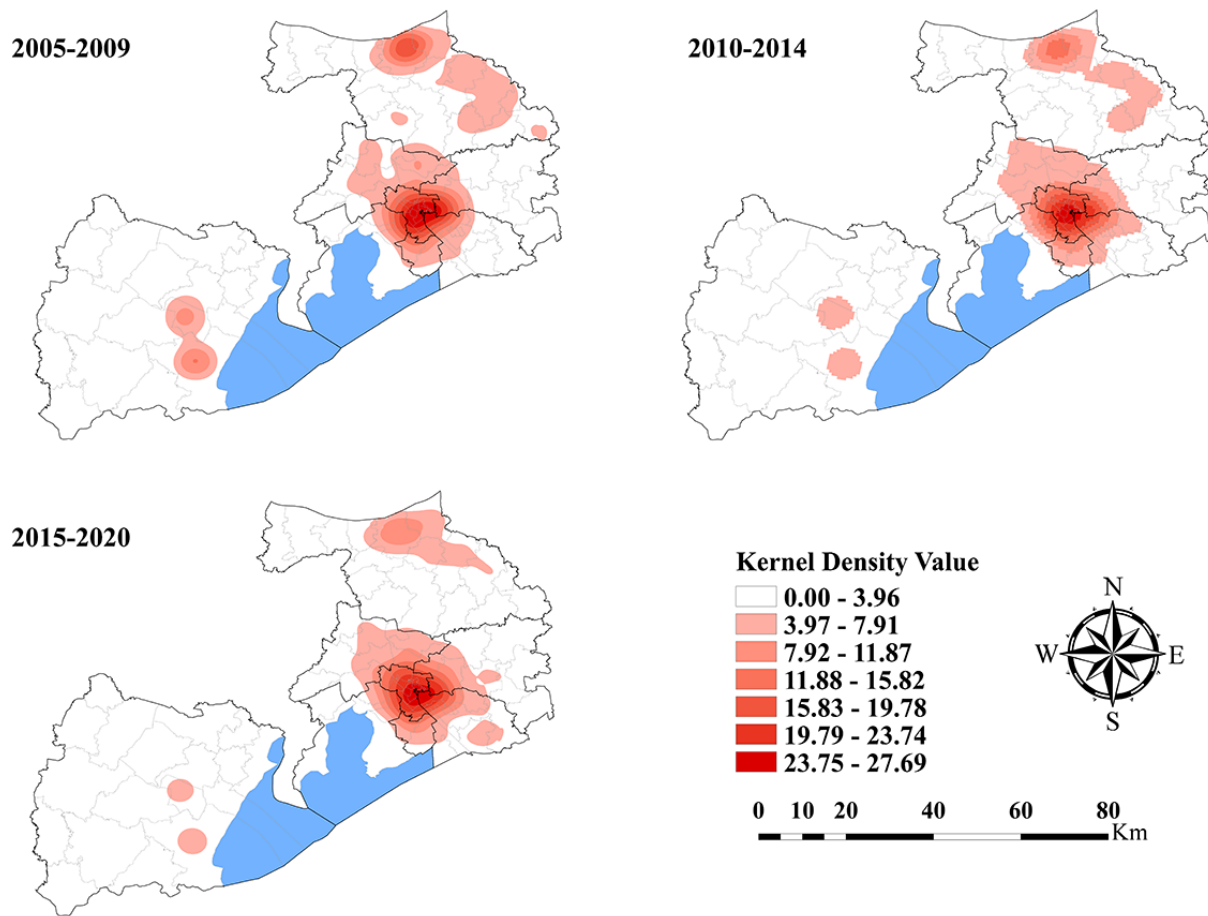 2005-2009
2010-2014
2015-2020
Kernel Density Value
0.00 - 3.96
3.97 - 7.91
7.92 - 11.87
11.88 - 15.82
15.83 - 19.78
19.79 - 23.74
23.75 - 27.69
N
W E
S
0 10 20 40 60 80
Km